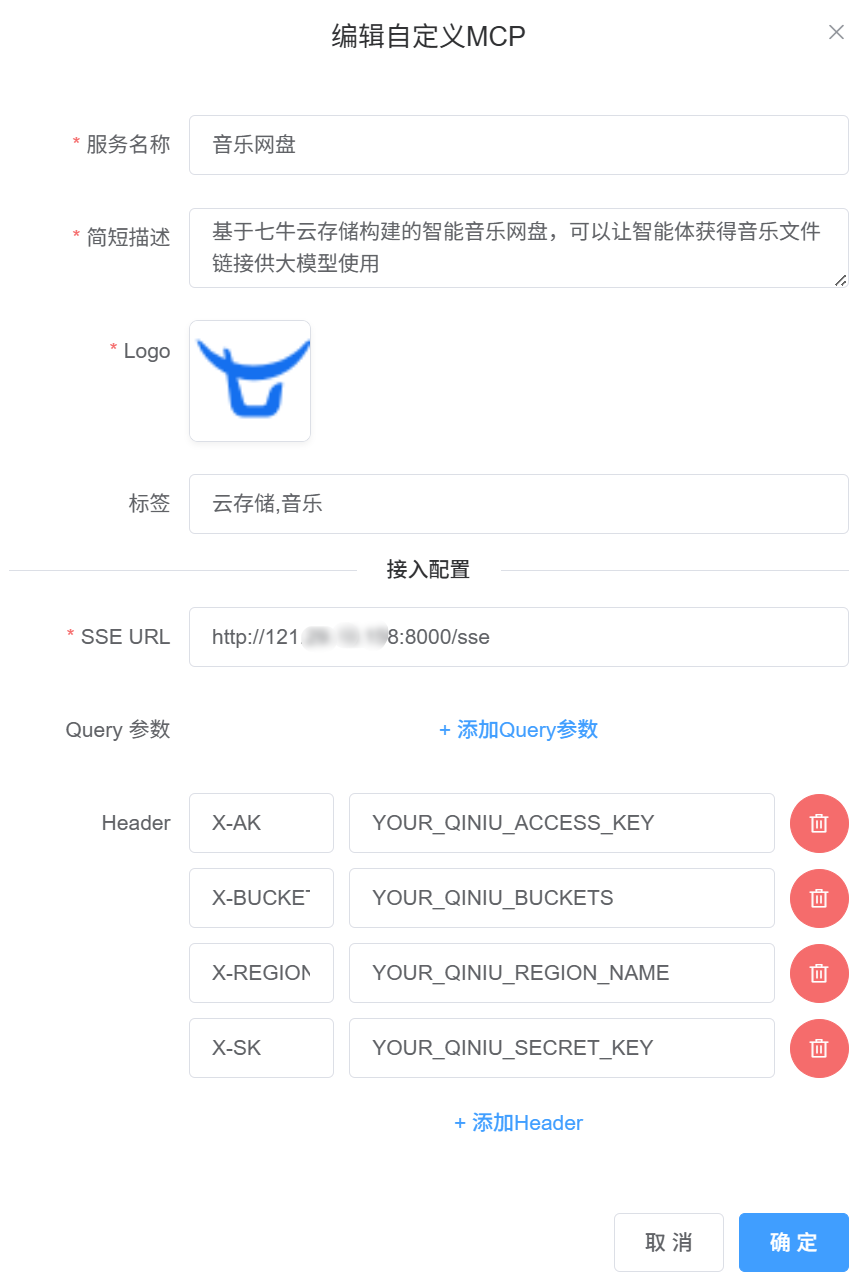 编辑自定义MCP
* 服务名称 音乐网盘
* 简短描述 基于七牛云存储构建的智能音乐网盘，可以让智能体获得音乐文件
链接供大模型使用
* Logo
标签 云存储,音乐
接入配置
* SSE URL http://121. 8:8000/sse
Query 参数 + 添加Query参数
Header X-AK YOUR_QINIU_ACCESS_KEY
X-BUCKET YOUR_QINIU_BUCKETS
X-REGION YOUR_QINIU_REGION_NAME
X-SK YOUR_QINIU_SECRET_KEY
+ 添加Header
取消 确定